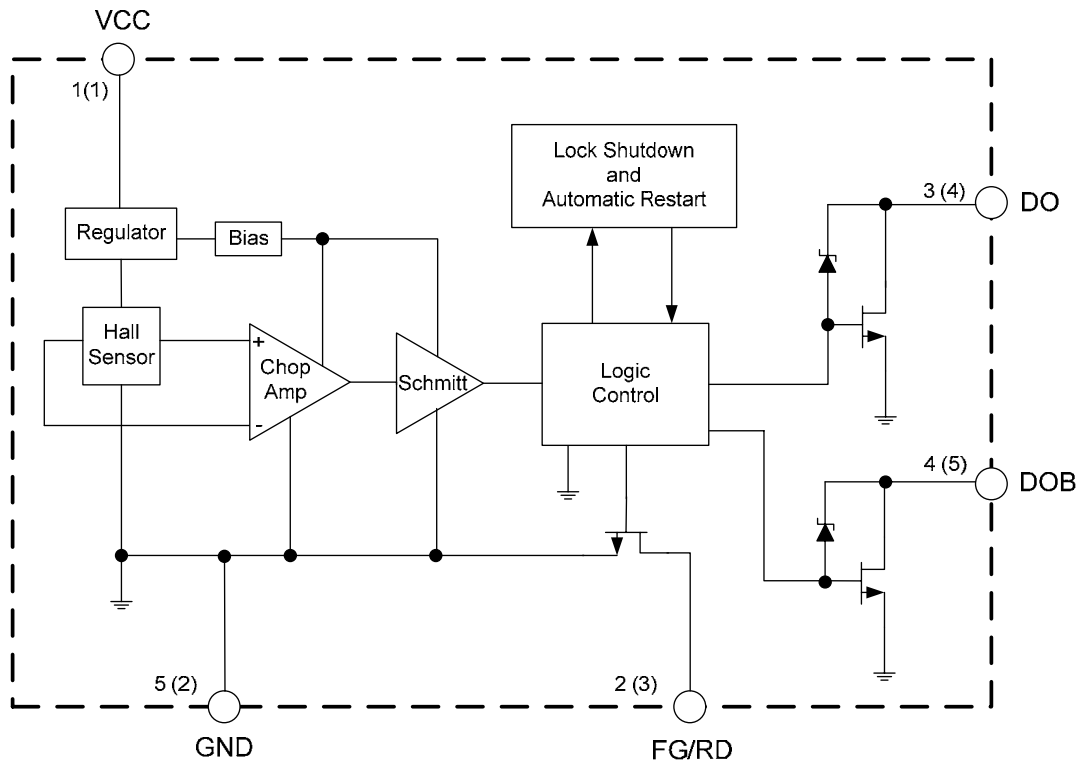 VCC
1(1)
Lock Shutdown
and
Automatic Restart
3 (4)
DO
Regulator
Bias
Hall
Sensor
+
Chop
Amp
-
Schmitt
Logic
Control
4 (5)
DOB
5 (2)
2 (3)
GND
FG/RD